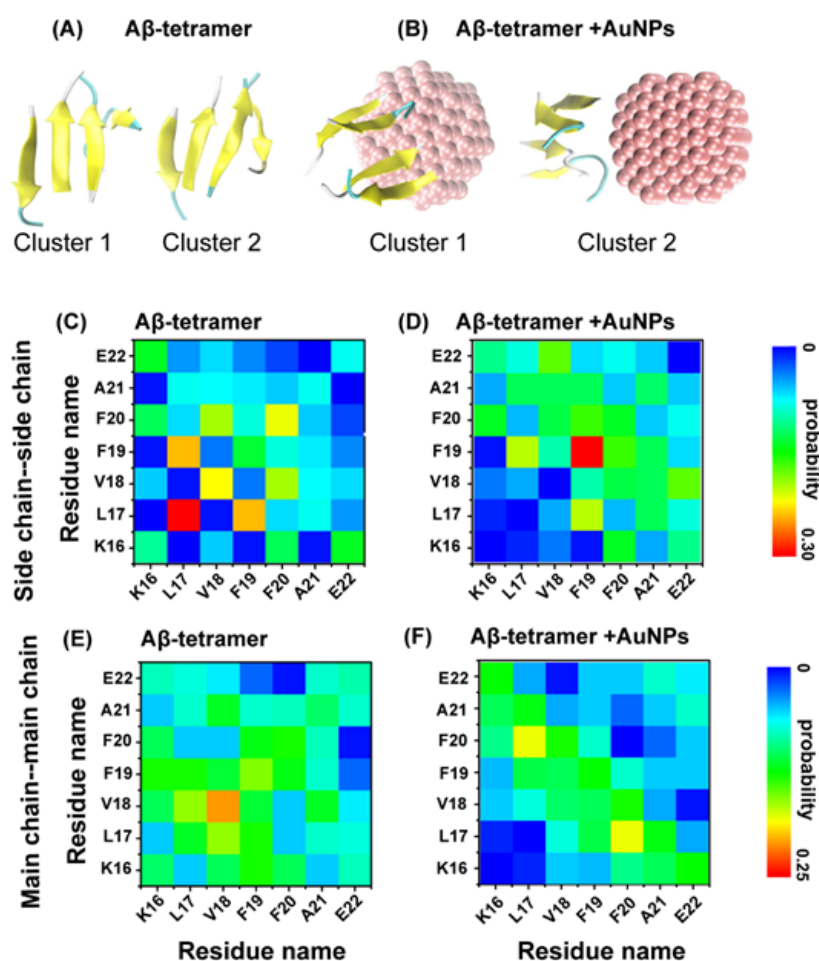 (A) Aβ-tetramer
(B) Aβ-tetramer +AuNPs
Cluster 1
Cluster 2
Cluster 1
Cluster 2
Side chain--side chain
(C) Aβ-tetramer
Residue name
E22
A21
F20
F19
V18
L17
K16
K16 L17 V18 F19 F20 A21 E22
(D) Aβ-tetramer +AuNPs
E22
A21
F20
F19
V18
L17
K16
K16 L17 V18 F19 F20 A21 E22
0
probability
0.30
Main chain--main chain
(E) Aβ-tetramer
Residue name
E22
A21
F20
F19
V18
L17
K16
K16 L17 V18 F19 F20 A21 E22
Residue name
(F) Aβ-tetramer +AuNPs
E22
A21
F20
F19
V18
L17
K16
K16 L17 V18 F19 F20 A21 E22
Residue name
0
probability
0.25